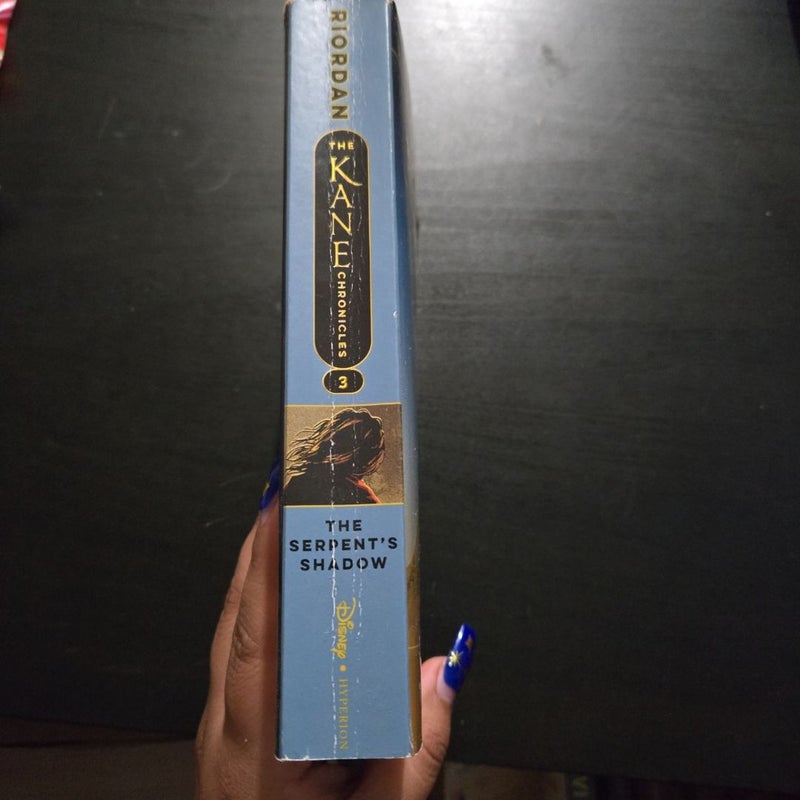 RIORDAN
THE
KANE
CHRONICLES
3
THE
SERPENT'S
SHADOW
Disney • HYPERION